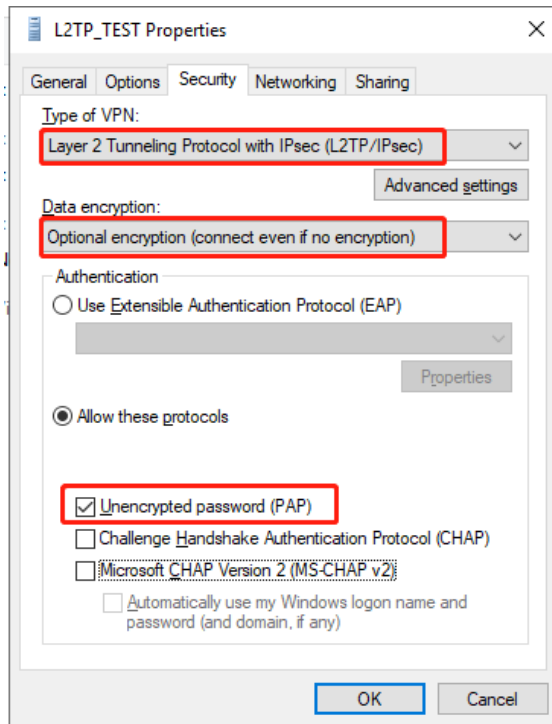 L2TP_TEST Properties
General Options Security Networking Sharing
Type of VPN:
Layer 2 Tunneling Protocol with IPsec (L2TP/IPsec)
Advanced settings
Data encryption:
Optional encryption (connect even if no encryption)
Authentication
Use Extensible Authentication Protocol (EAP)
Properties
Allow these protocols
Unencrypted password (PAP)
Challenge Handshake Authentication Protocol (CHAP)
Microsoft CHAP Version 2 (MS-CHAP v2)
Automatically use my Windows logon name and
password (and domain, if any)
OK Cancel